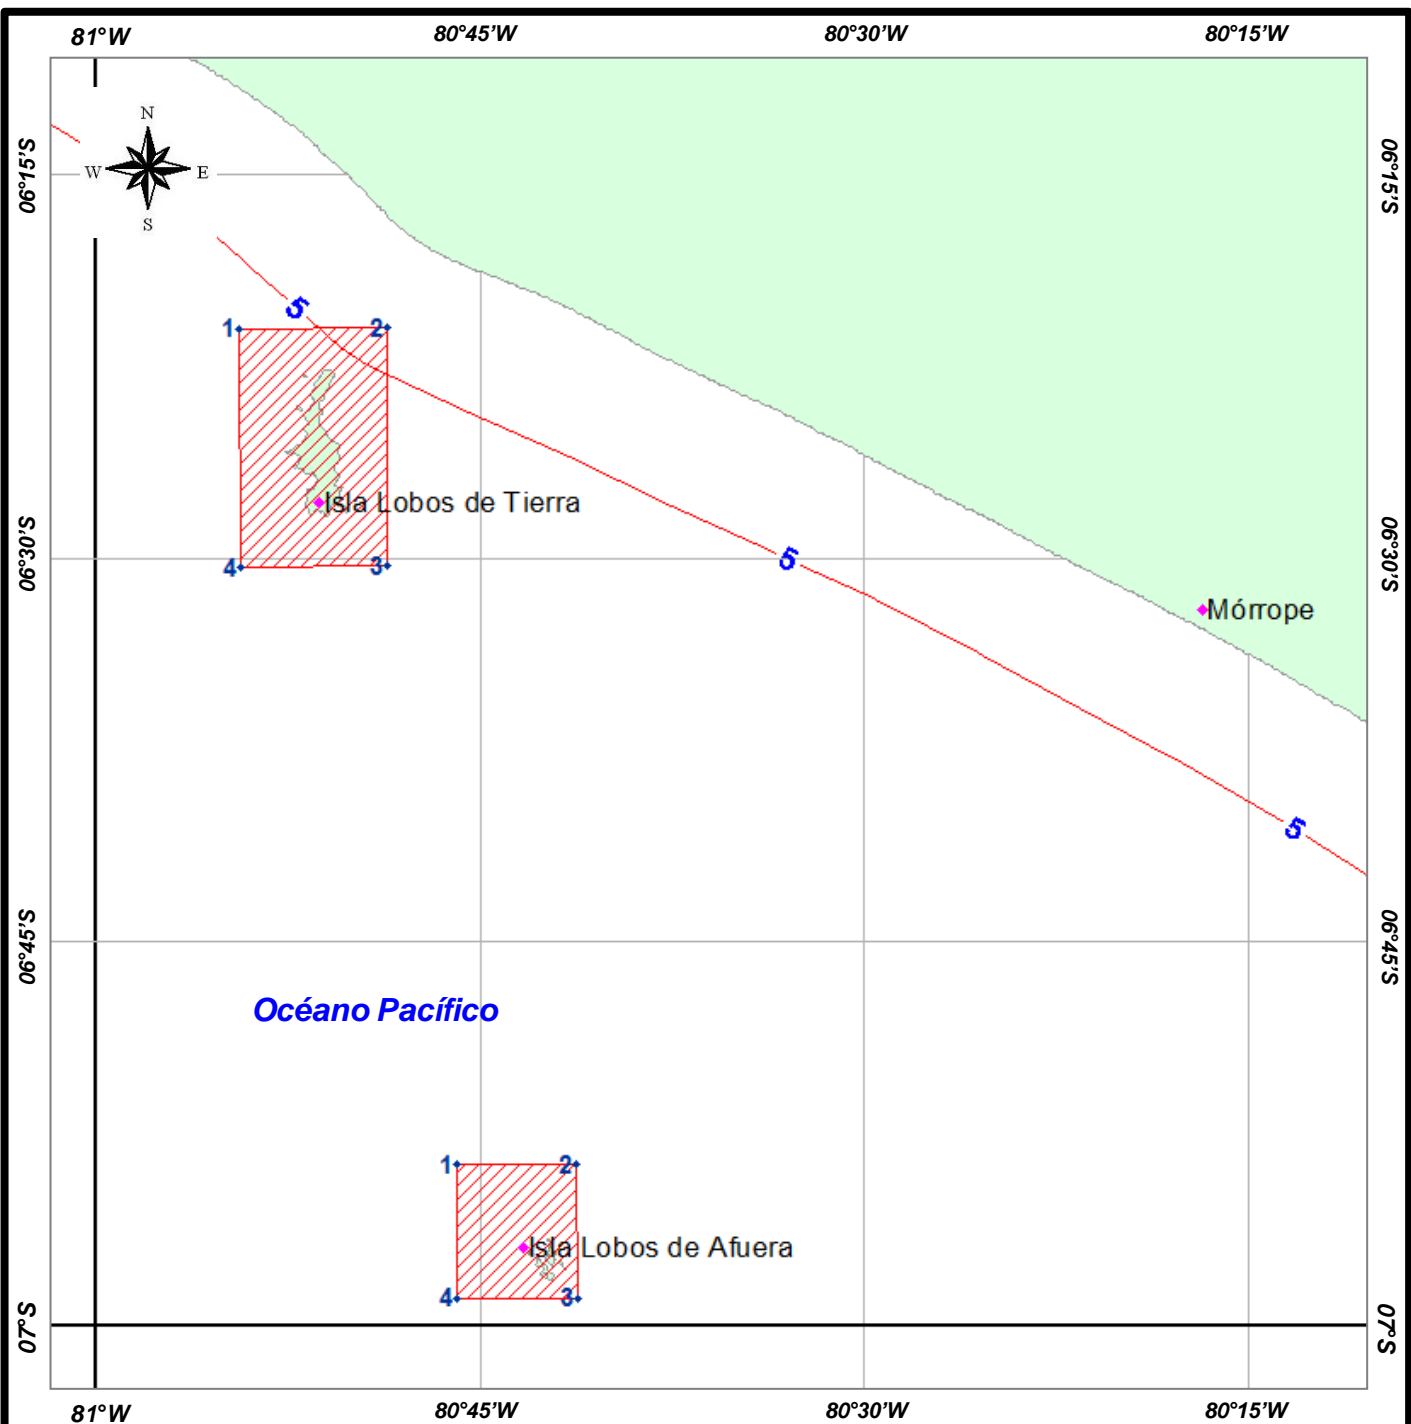 81°W 80°45'W 80°30'W 80°15'W
N
06°15'S W E 06°15'S
S
5
1 2
Isla Lobos de Tierra
5
06°30'S 4 3 06°30'S
Mórrope
5
06°45'S 06°45'S
Océano Pacífico
1 2
Isla Lobos de Afuera
4 3
07°S 07°S
81°W 80°45'W 80°30'W 80°15'W